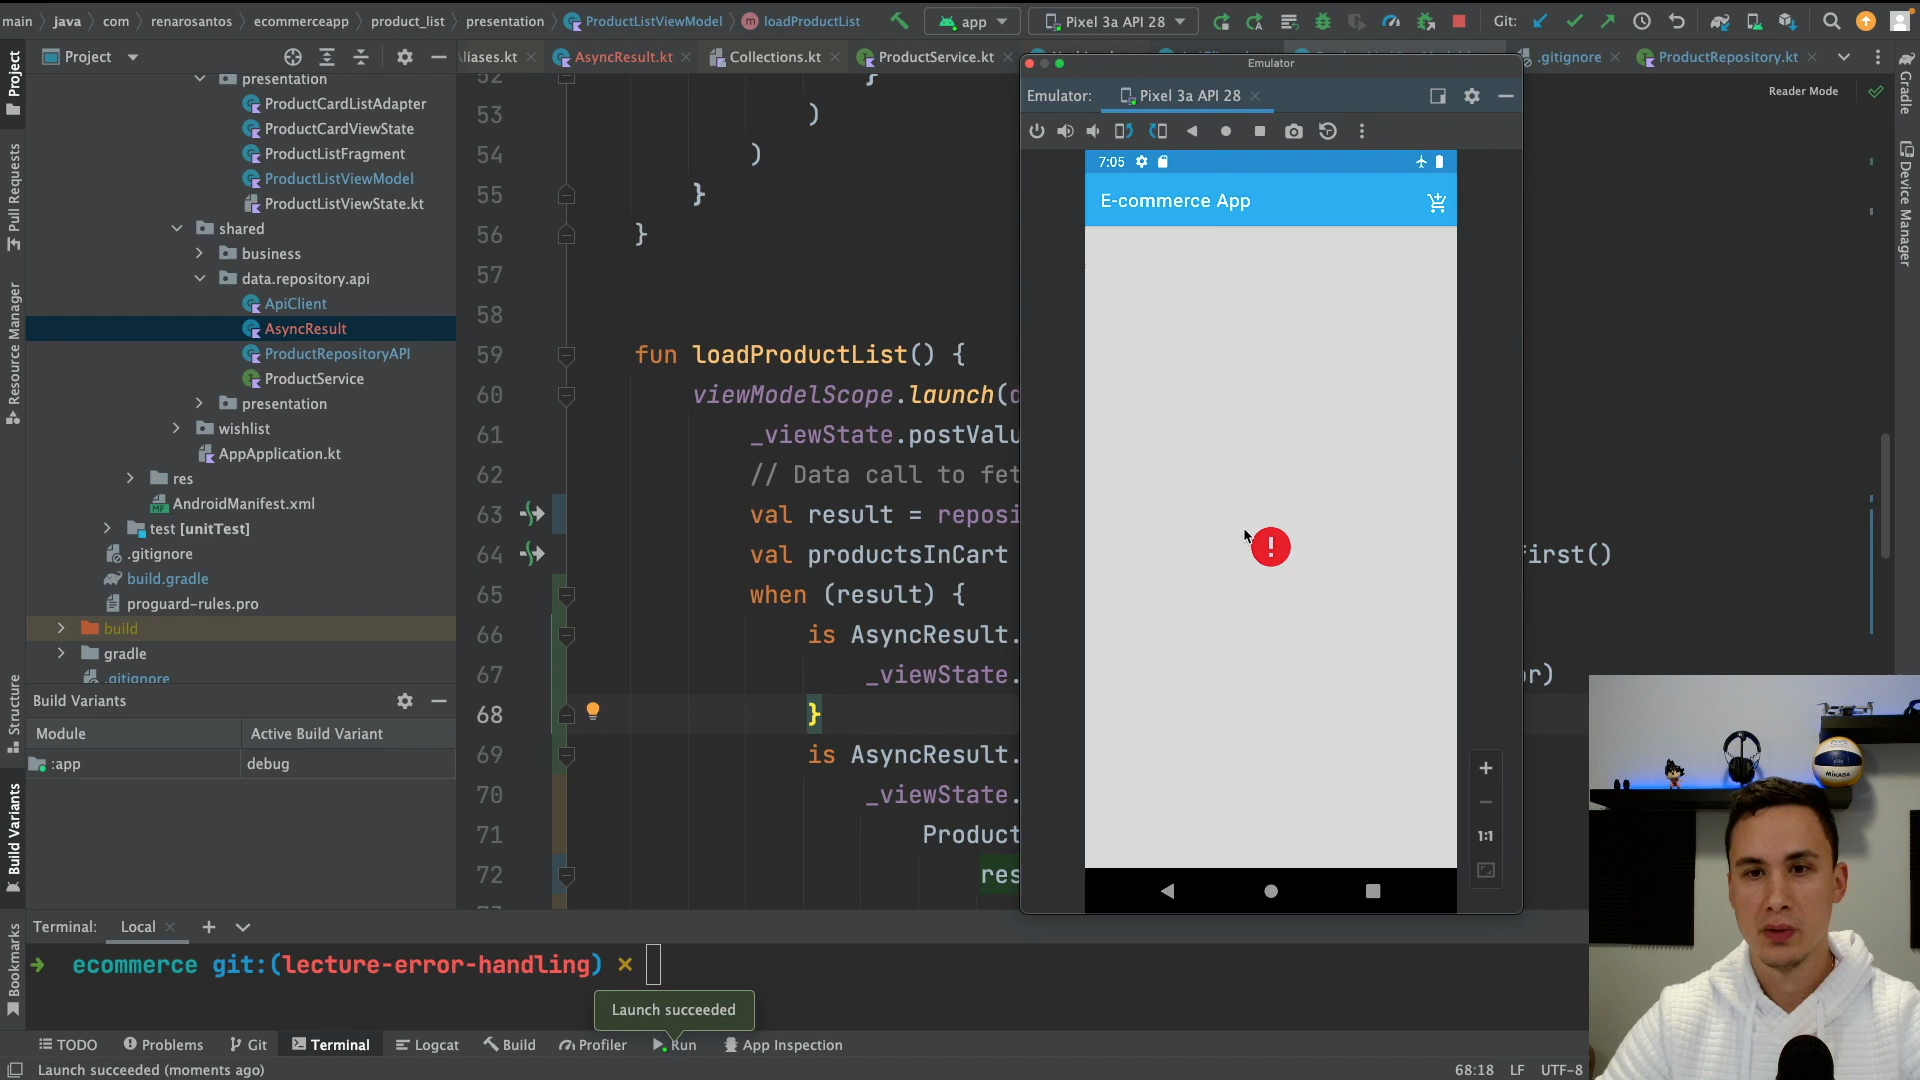 main java com renarosantos ecommerceapp product_list presentation ProductListViewModel loadProductList app Pixel 3a API 28 Git:
Project
AsyncResult.kt Collections.kt ProductService.kt .gitignore ProductRepository.kt
Emulator
Emulator: Pixel 3a API 28
Reader Mode
presentation
ProductCardListAdapter
ProductCardViewState
ProductListFragment
ProductListViewModel
ProductListViewState.kt
shared
business
data.repository.api
ApiClient
AsyncResult
ProductRepositoryAPI
ProductService
presentation
wishlist
AppApplication.kt
res
AndroidManifest.xml
test [unitTest]
.gitignore
build.gradle
proguard-rules.pro
build
gradle
.gitignore
Build Variants
Module Active Build Variant
:app debug
Project
Pull Requests
Resource Manager
Structure
Build Variants
Bookmarks
Gradle
Device Manager
52 }
53 )
54 )
55 }
56 }
57
58
59 fun loadProductList() {
60 viewModelScope.launch(
61 _viewState.postValu
62 // Data call to fet
63 val result = reposi
64 val productsInCart irst()
65 when (result) {
66 is AsyncResult.
67 _viewState. r)
68 }
69 is AsyncResult.
70 _viewState.
71 Product
72 res
7:05
E-commerce App
!
1:1
MIKASA
Terminal: Local
ecommerce git:(lecture-error-handling) ×
Launch succeeded
TODO Problems Git Terminal Logcat Build Profiler Run App Inspection
Launch succeeded (moments ago) 68:18 LF UTF-8